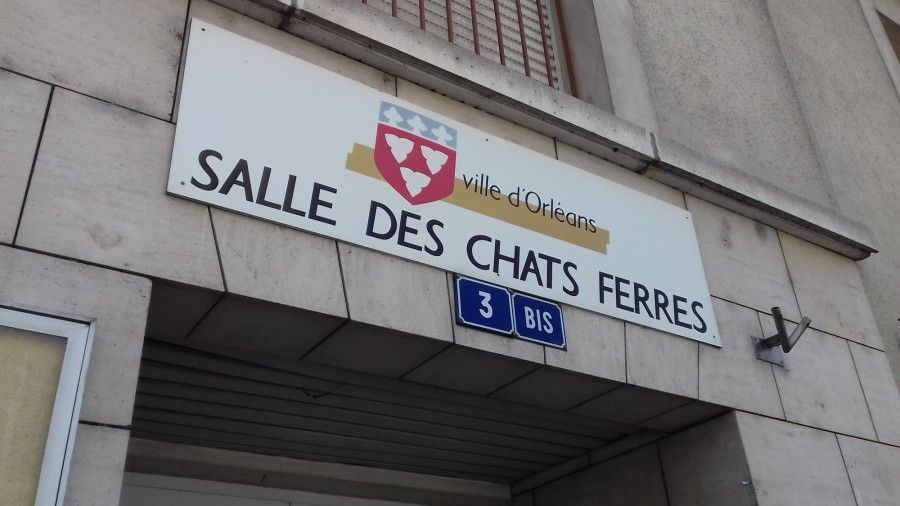 ville d'Orléans
SALLE DES CHATS FERRES
3 BIS